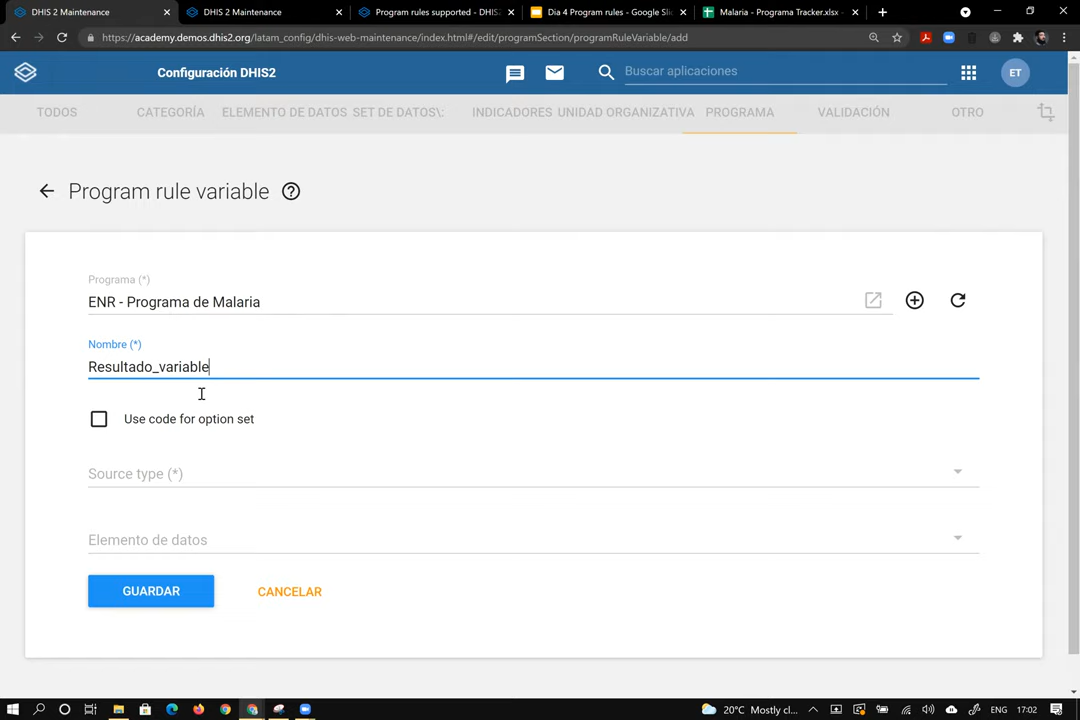 DHIS 2 Maintenance
DHIS 2 Maintenance
Program rules supported - DHIS
Dia 4 Program rules - Google Slid
Malaria - Programa Tracker.xlsx -
https://academy.demos.dhis2.org/latam_config/dhis-web-maintenance/index.html#/edit/programSection/programRuleVariable/add
Configuración DHIS2
Buscar aplicaciones
ET
TODOS
CATEGORÍA
ELEMENTO DE DATOS
SET DE DATOS\:
INDICADORES
UNIDAD ORGANIZATIVA
PROGRAMA
VALIDACIÓN
OTRO
Program rule variable
Programa (*)
ENR - Programa de Malaria
Nombre (*)
Resultado_variable
Use code for option set
Source type (*)
Elemento de datos
GUARDAR
CANCELAR
20°C Mostly cl...
ENG
17:02